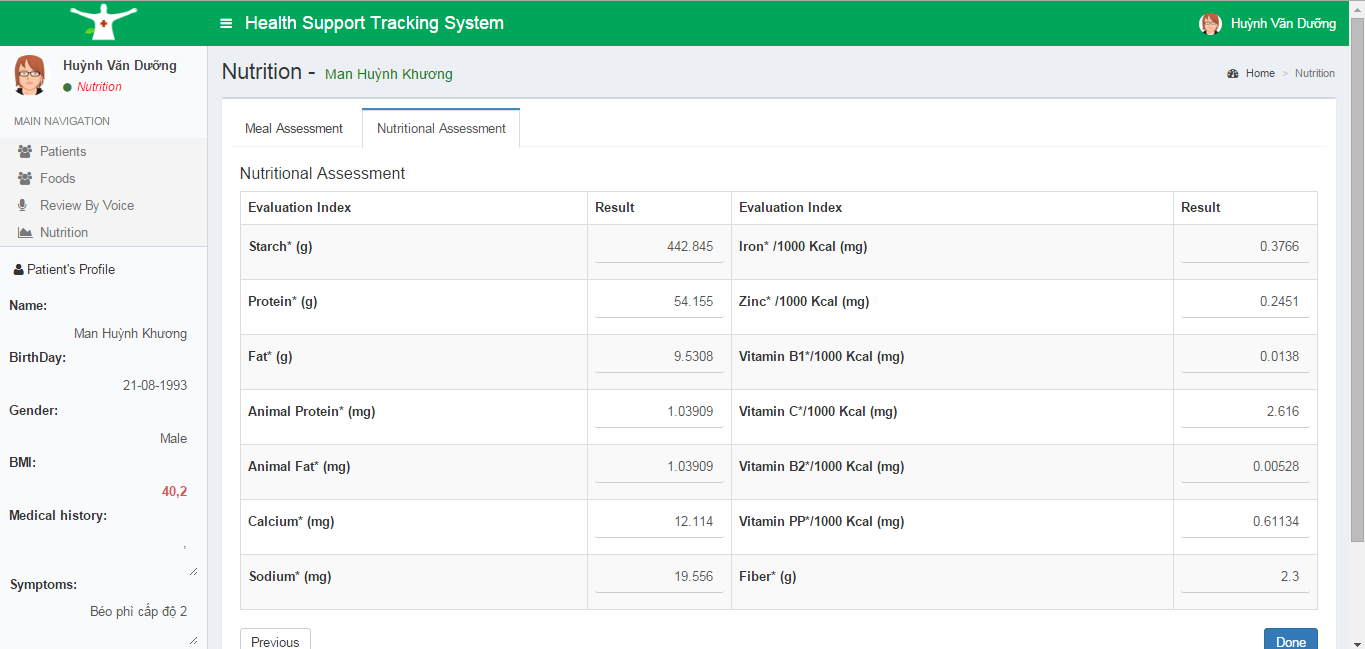 Health Support Tracking System
Huỳnh Văn Dưỡng
Huỳnh Văn Dưỡng
Nutrition
MAIN NAVIGATION
Patients
Foods
Review By Voice
Nutrition
Patient's Profile
Name:
Man Huỳnh Khương
BirthDay:
21-08-1993
Gender:
Male
BMI:
40,2
Medical history:
,
Symptoms:
Béo phì cấp độ 2
Nutrition - Man Huỳnh Khương
Home > Nutrition
Meal Assessment Nutritional Assessment
Nutritional Assessment
Evaluation Index Result Evaluation Index Result
Starch* (g) 442.845 Iron* /1000 Kcal (mg) 0.3766
Protein* (g) 54.155 Zinc* /1000 Kcal (mg) 0.2451
Fat* (g) 9.5308 Vitamin B1*/1000 Kcal (mg) 0.0138
Animal Protein* (mg) 1.03909 Vitamin C*/1000 Kcal (mg) 2.616
Animal Fat* (mg) 1.03909 Vitamin B2*/1000 Kcal (mg) 0.00528
Calcium* (mg) 12.114 Vitamin PP*/1000 Kcal (mg) 0.61134
Sodium* (mg) 19.556 Fiber* (g) 2.3
Previous Done